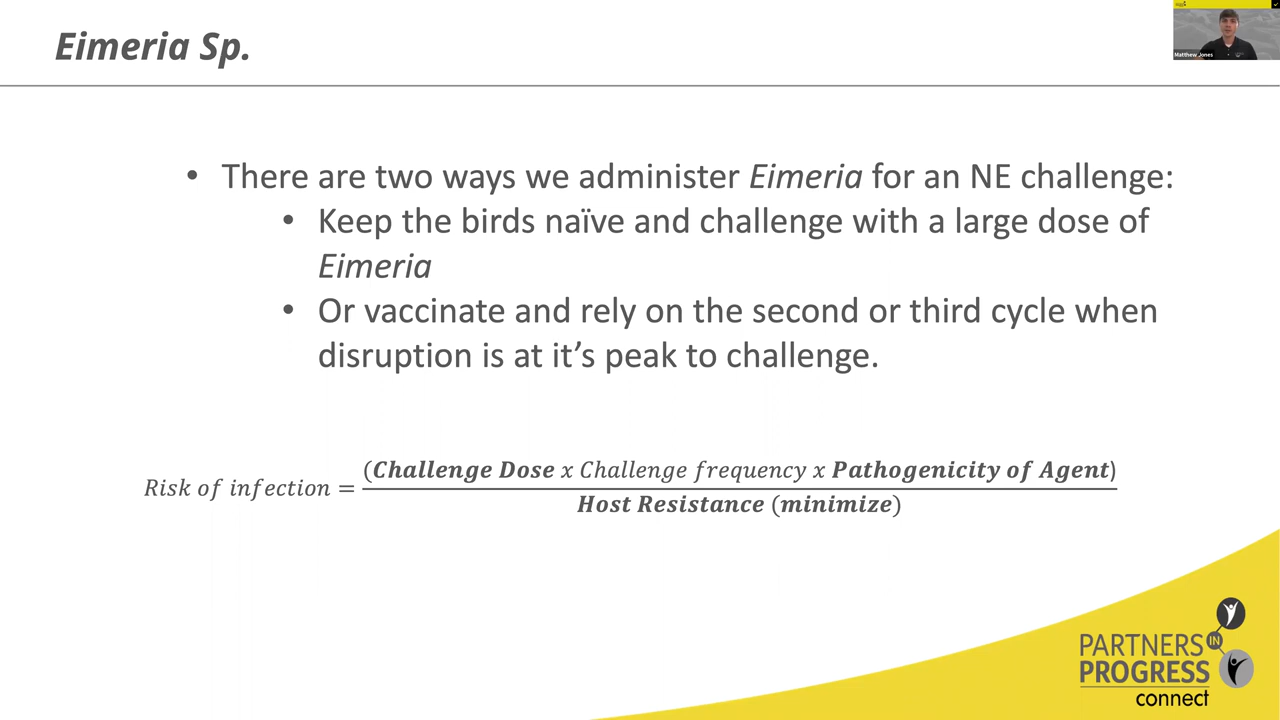 Eimeria Sp.
Matthew Jones
• There are two ways we administer Eimeria for an NE challenge:
• Keep the birds naïve and challenge with a large dose of
Eimeria
• Or vaccinate and rely on the second or third cycle when
disruption is at it’s peak to challenge.
(Challenge Dose x Challenge frequency x Pathogenicity of Agent)
Risk of infection =
Host Resistance (minimize)
PARTNERS IN
PROGRESS
connect